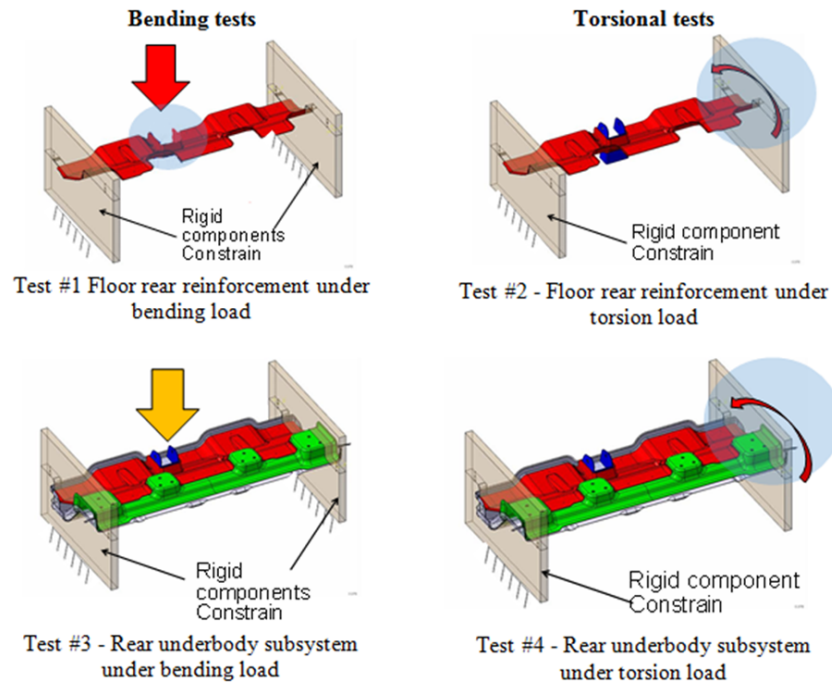 Bending tests
Torsional tests
Rigid
components
Constrain
Rigid component
Constrain
Test #1 Floor rear reinforcement under
bending load
Test #2 - Floor rear reinforcement under
torsion load
Rigid
components
Constrain
Rigid component
Constrain
Test #3 - Rear underbody subsystem
under bending load
Test #4 - Rear underbody subsystem
under torsion load